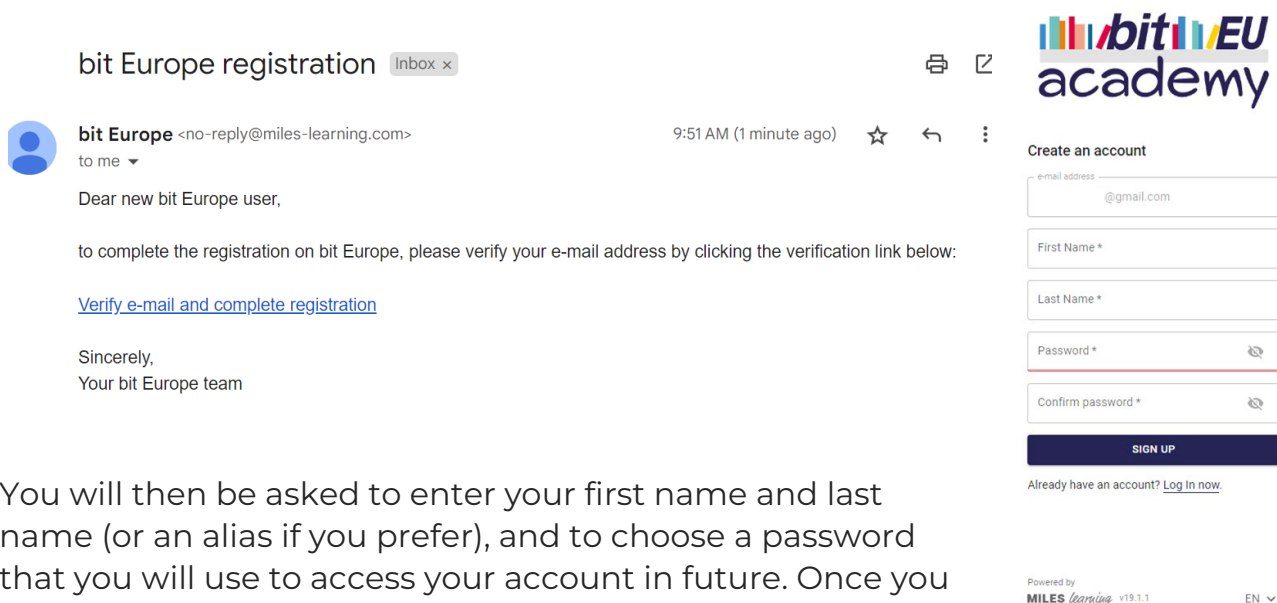 bit Europe registration Inbox ×
bit Europe <no-reply@miles-learning.com> 9:51 AM (1 minute ago)
to me
Dear new bit Europe user,
to complete the registration on bit Europe, please verify your e-mail address by clicking the verification link below:
Verify e-mail and complete registration
Sincerely,
Your bit Europe team
You will then be asked to enter your first name and last
name (or an alias if you prefer), and to choose a password
that you will use to access your account in future. Once you
bit EU
academy
Create an account
e-mail address
@gmail.com
First Name *
Last Name *
Password *
Confirm password *
SIGN UP
Already have an account? Log In now.
Powered by
MILES learning v19.1.1 EN